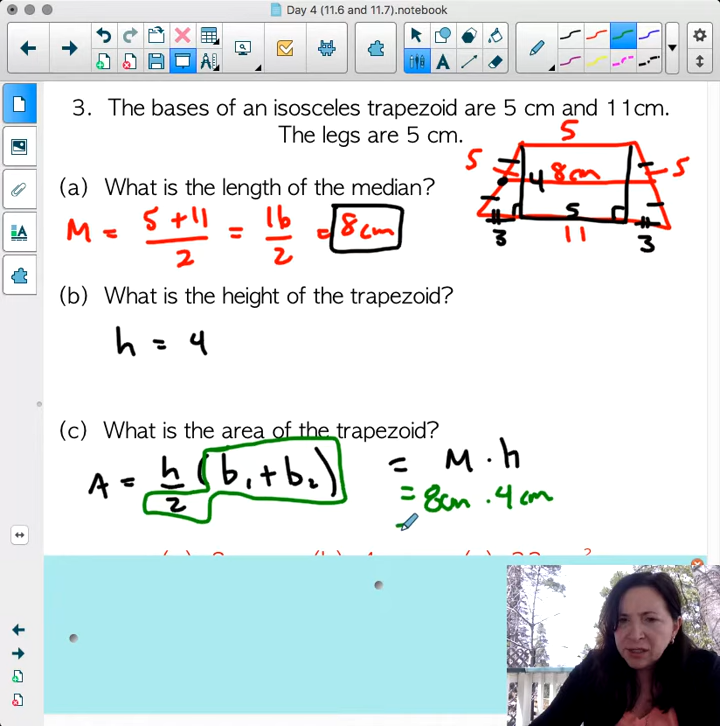 Day 4 (11.6 and 11.7).notebook
3. The bases of an isosceles trapezoid are 5 cm and 11cm.
The legs are 5 cm.
5
5 4 8cm 5
5
3 11 3
(a) What is the length of the median?
M = 5 + 11 / 2 = 16 / 2 = 8cm
(b) What is the height of the trapezoid?
h = 4
(c) What is the area of the trapezoid?
A = h / 2 (b₁ + b₂) = M · h
= 8cm · 4cm
=